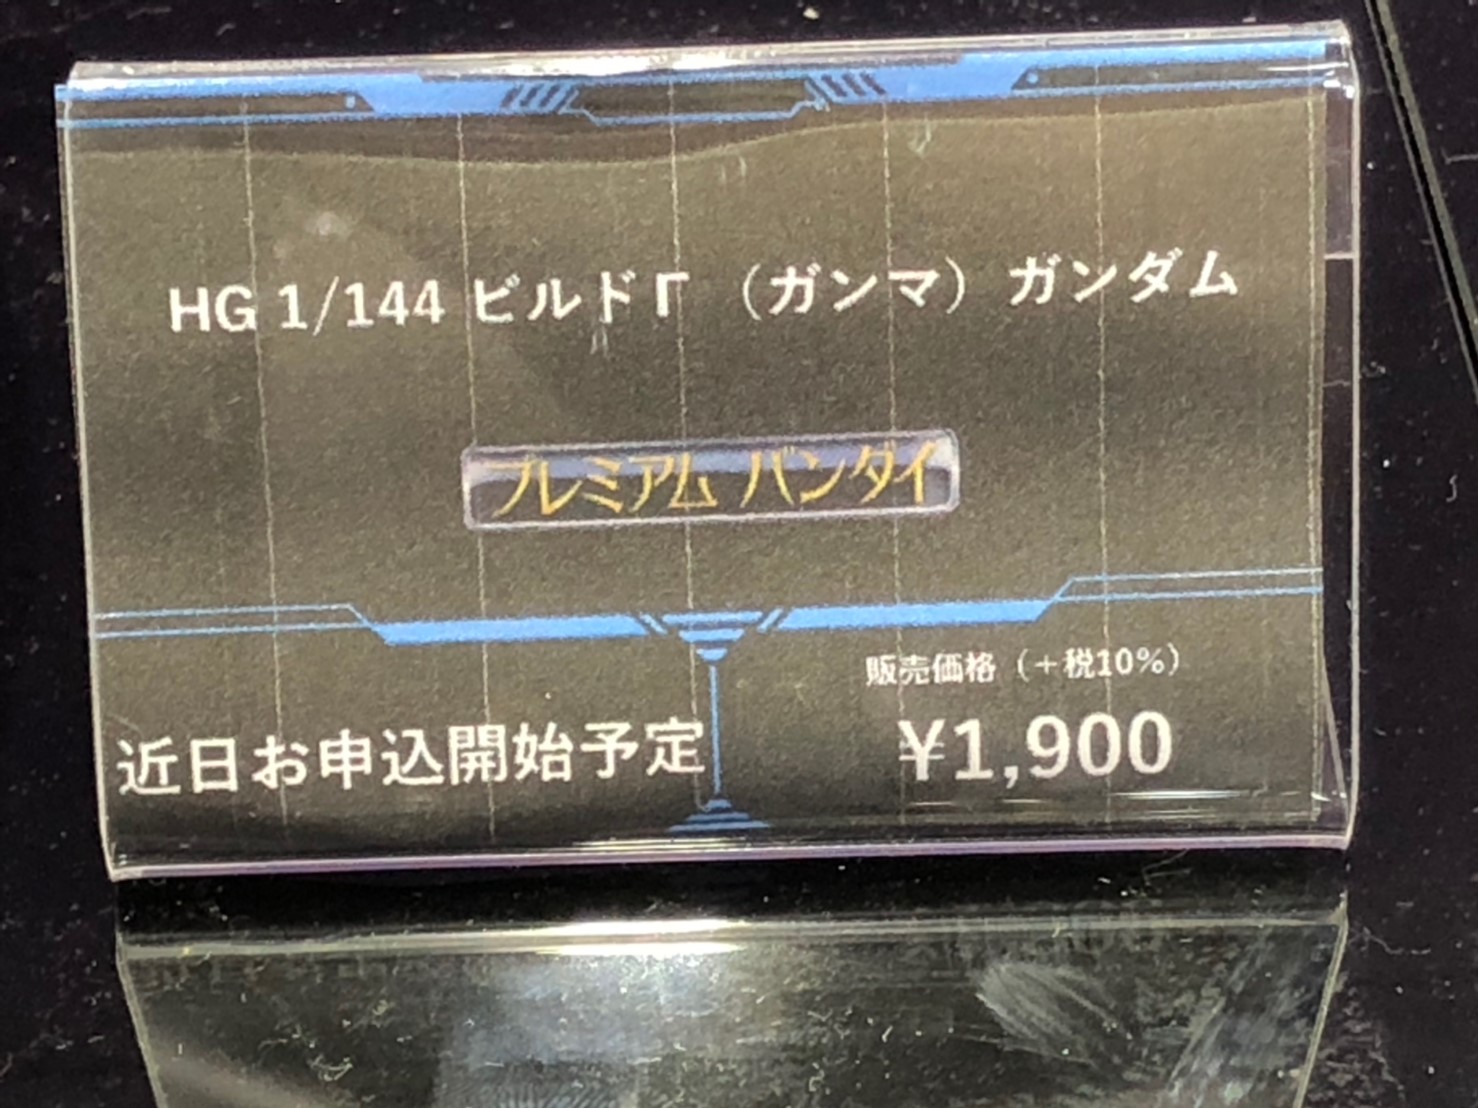 HG 1/144 ビルドΓ （ガンマ）ガンダム
プレミアム バンダイ
近日お申込開始予定
販売価格（＋税10%）
¥1,900